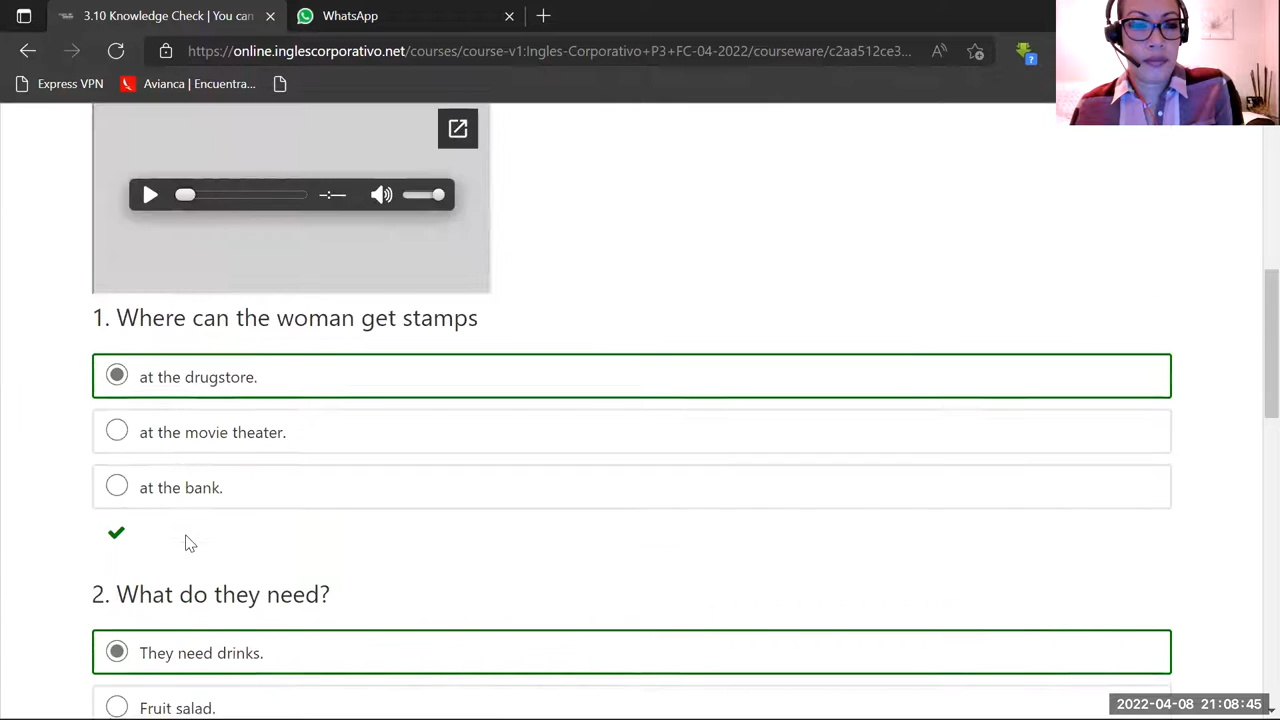 3.10 Knowledge Check | You can
WhatsApp
https://online.inglescorporativo.net/courses/course-v1:Ingles-Corporativo+P3+FC-04-2022/courseware/c2aa512ce3...
Express VPN
Avianca | Encuentra...
-:--
1. Where can the woman get stamps
at the drugstore.
at the movie theater.
at the bank.
2. What do they need?
They need drinks.
Fruit salad.
2022-04-08 21:08:45